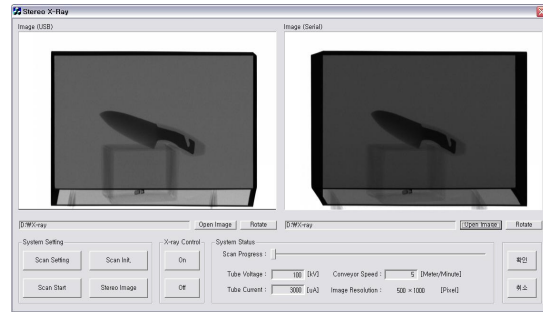 Stereo X-Ray
Image (USB)
Image (Serial)
D:₩X-ray
Open Image
Rotate
D:₩X-ray
Open Image
Rotate
System Setting
Scan Setting
Scan Init.
Scan Start
Stereo Image
X-ray Control
On
Off
System Status
Scan Progress :
Tube Voltage : 100 [kV]
Conveyor Speed : 5 [Meter/Minute]
Tube Current : 3000 [uA]
Image Resolution : 500 × 1000 [Pixel]
확인
취소